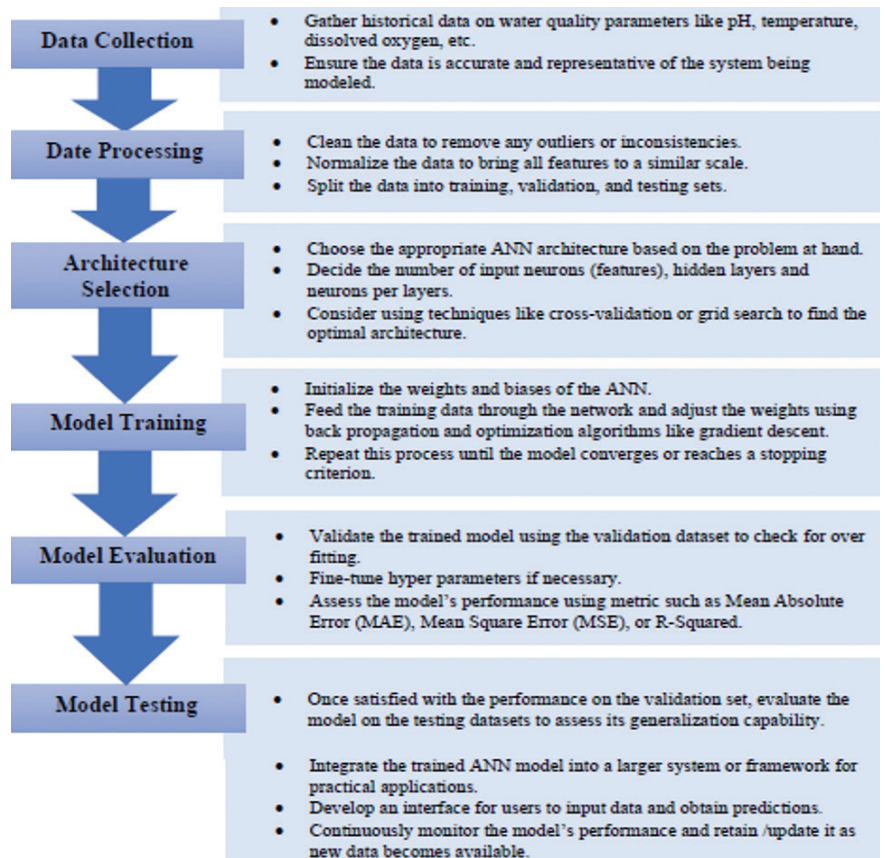 Data Collection
• Gather historical data on water quality parameters like pH, temperature,
dissolved oxygen, etc.
• Ensure the data is accurate and representative of the system being
modeled.
Date Processing
• Clean the data to remove any outliers or inconsistencies.
• Normalize the data to bring all features to a similar scale.
• Split the data into training, validation, and testing sets.
Architecture
Selection
• Choose the appropriate ANN architecture based on the problem at hand.
• Decide the number of input neurons (features), hidden layers and
neurons per layers.
• Consider using techniques like cross-validation or grid search to find the
optimal architecture.
Model Training
• Initialize the weights and biases of the ANN.
• Feed the training data through the network and adjust the weights using
back propagation and optimization algorithms like gradient descent.
• Repeat this process until the model converges or reaches a stopping
criterion.
Model Evaluation
• Validate the trained model using the validation dataset to check for over
fitting.
• Fine-tune hyper parameters if necessary.
• Assess the model’s performance using metric such as Mean Absolute
Error (MAE), Mean Square Error (MSE), or R-Squared.
Model Testing
• Once satisfied with the performance on the validation set, evaluate the
model on the testing datasets to assess its generalization capability.
• Integrate the trained ANN model into a larger system or framework for
practical applications.
• Develop an interface for users to input data and obtain predictions.
• Continuously monitor the model’s performance and retain /update it as
new data becomes available.